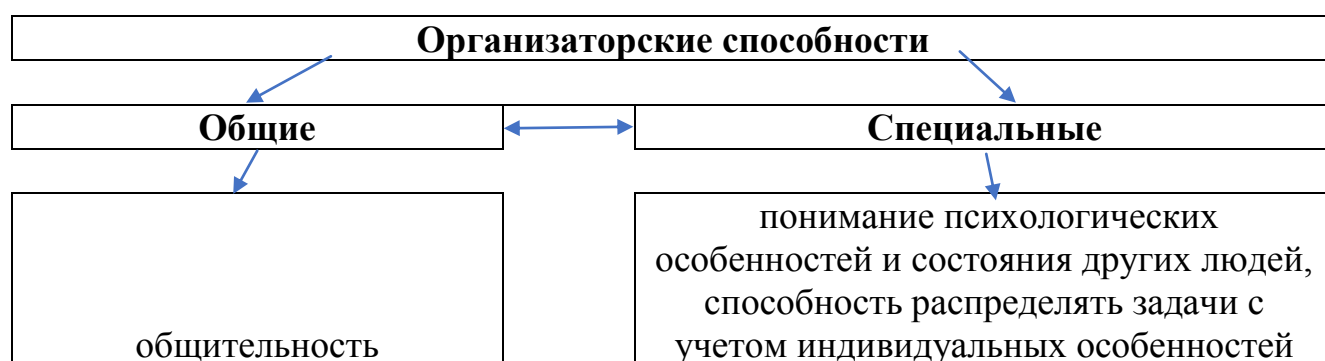 Организаторские способности
Общие
Специальные
общительность
понимание психологических
особенностей и состояния других людей,
способность распределять задачи с
учетом индивидуальных особенностей